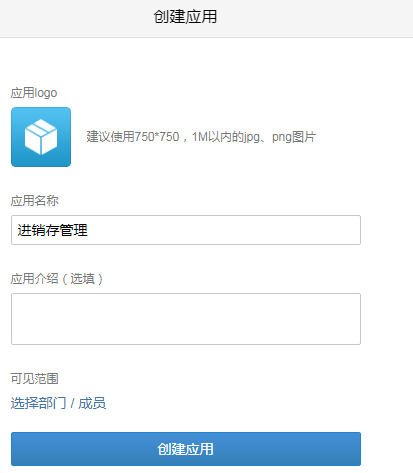 创建应用
应用logo
建议使用750*750，1M以内的jpg、png图片
应用名称
进销存管理
应用介绍（选填）
可见范围
选择部门 / 成员
创建应用